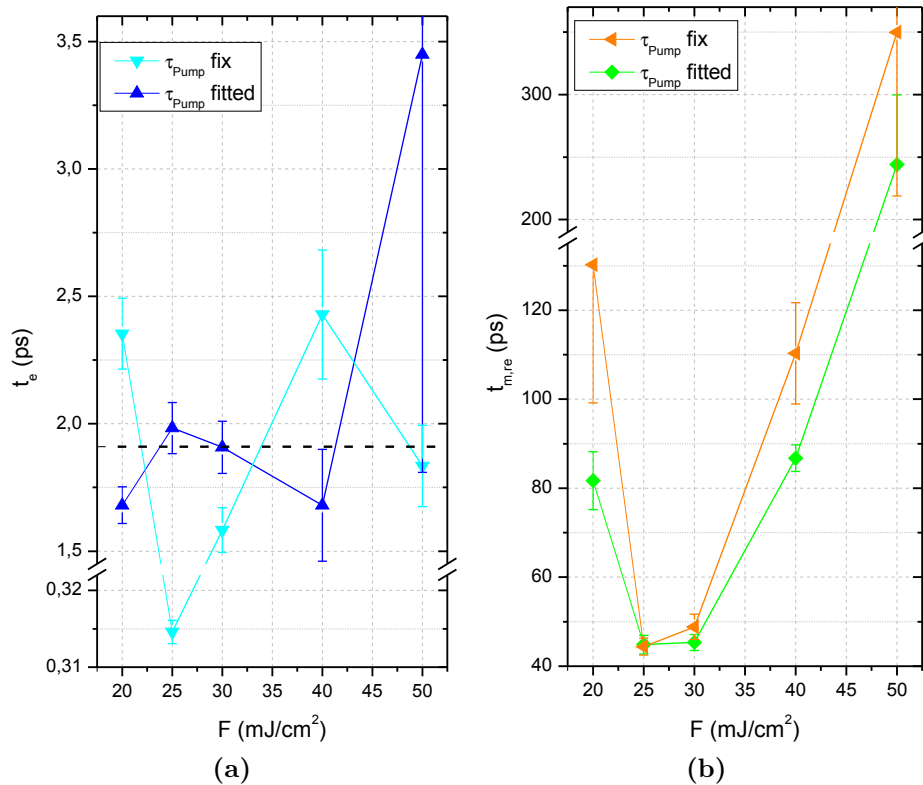 τPump fix
τPump fitted
3,5
3,0
2,5
2,0
1,5
0,32
0,31
te (ps)
20 25 30 35 40 45 50
F (mJ/cm²)
(a)
τPump fix
τPump fitted
350
300
250
200
120
100
80
60
40
tm,re (ps)
20 25 30 35 40 45 50
F (mJ/cm²)
(b)